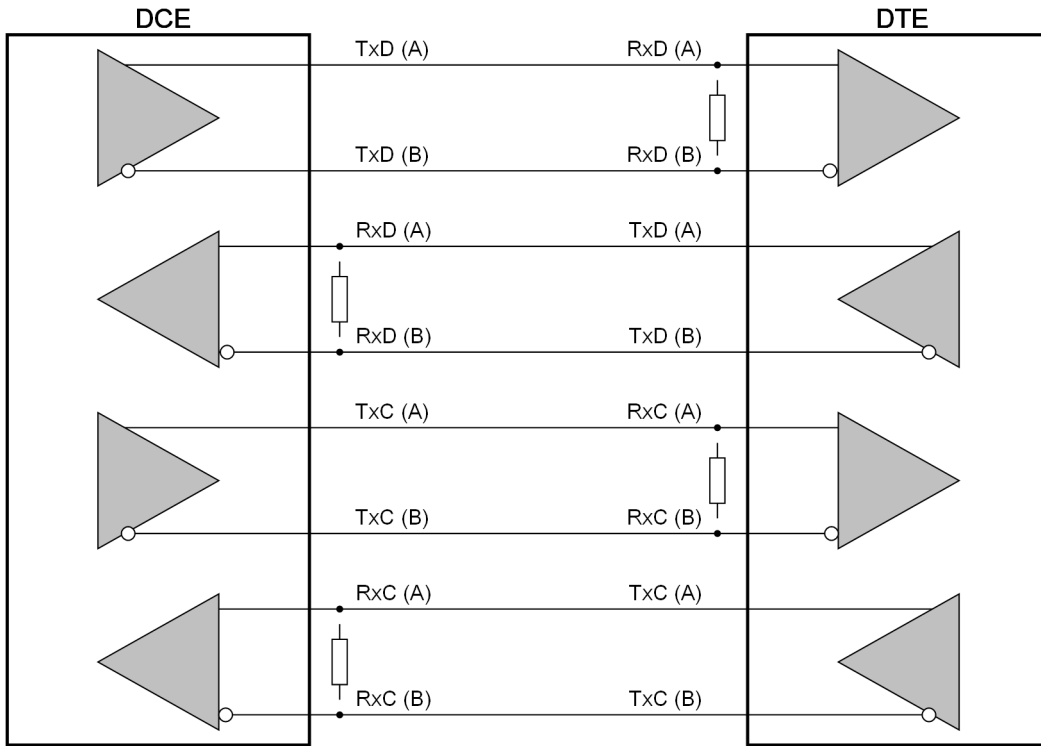 DCE DTE
TxD (A) RxD (A)
TxD (B) RxD (B)
RxD (A) TxD (A)
RxD (B) TxD (B)
TxC (A) RxC (A)
TxC (B) RxC (B)
RxC (A) TxC (A)
RxC (B) TxC (B)